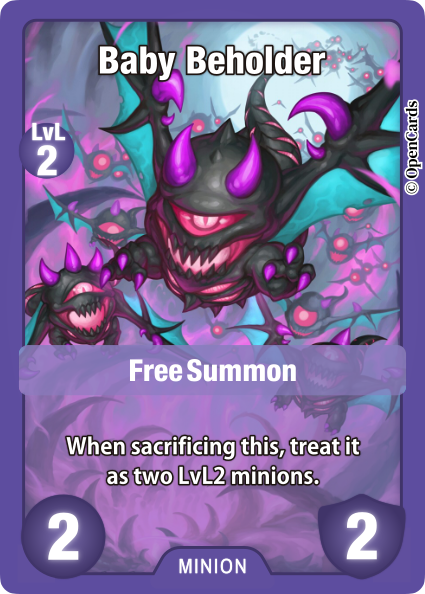 Baby Beholder
LvL
2
© OpenCards
Free Summon
When sacrificing this, treat it
as two LvL2 minions.
2
2
MINION